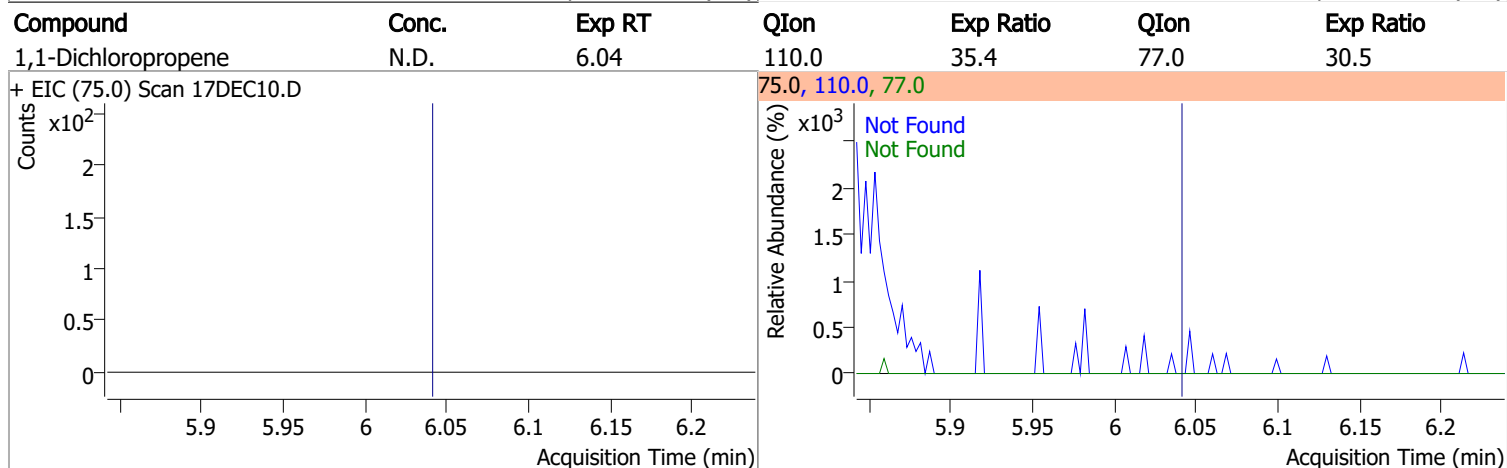 Compound Conc. Exp RT QIon Exp Ratio QIon Exp Ratio
1,1-Dichloropropene N.D. 6.04 110.0 35.4 77.0 30.5
+ EIC (75.0) Scan 17DEC10.D
Counts
x10²
2
1.5
1
0.5
0
5.9 5.95 6 6.05 6.1 6.15 6.2
Acquisition Time (min)
75.0, 110.0, 77.0
Relative Abundance (%)
x10³
Not Found
Not Found
2
1.5
1
0.5
0
5.9 5.95 6 6.05 6.1 6.15 6.2
Acquisition Time (min)